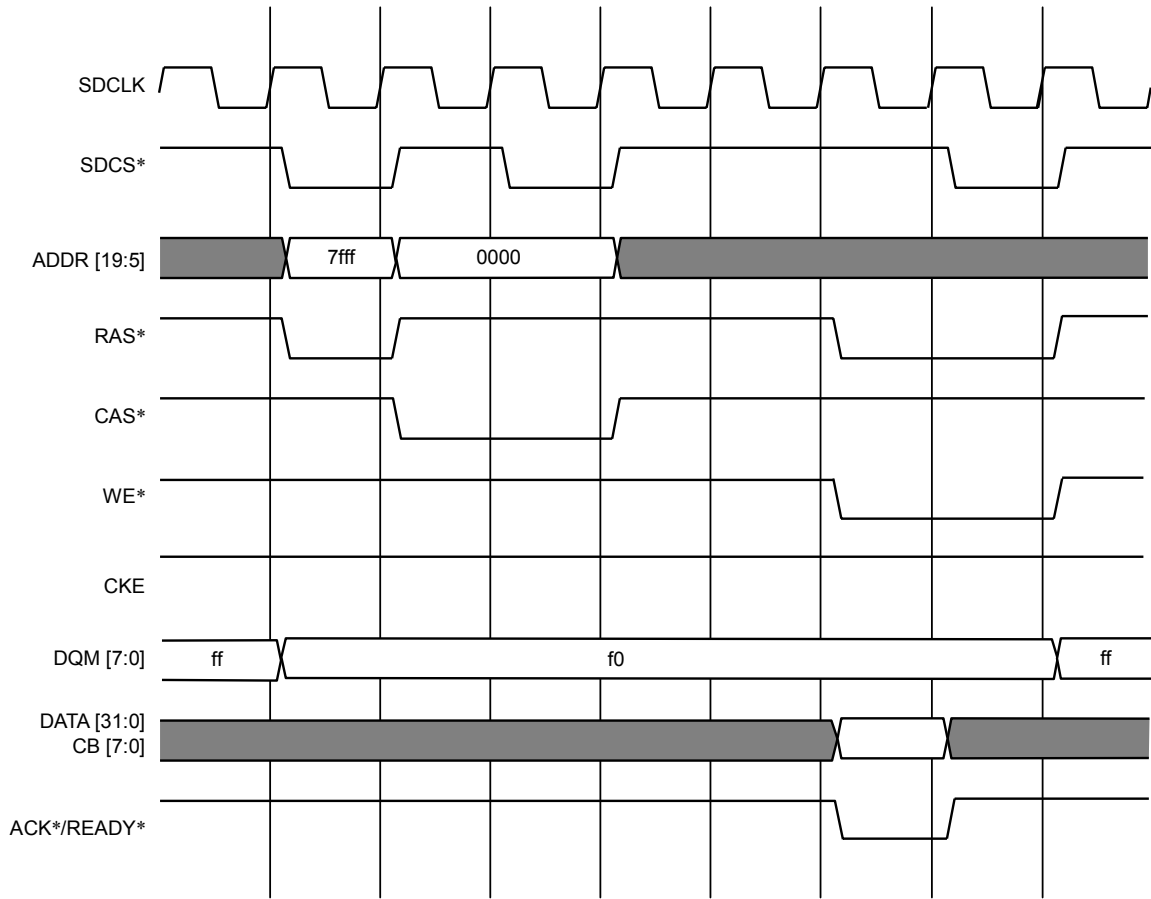 SDCLK
SDCS*
ADDR [19:5]
7fff
0000
RAS*
CAS*
WE*
CKE
DQM [7:0]
ff
f0
ff
DATA [31:0]
CB [7:0]
ACK*/READY*